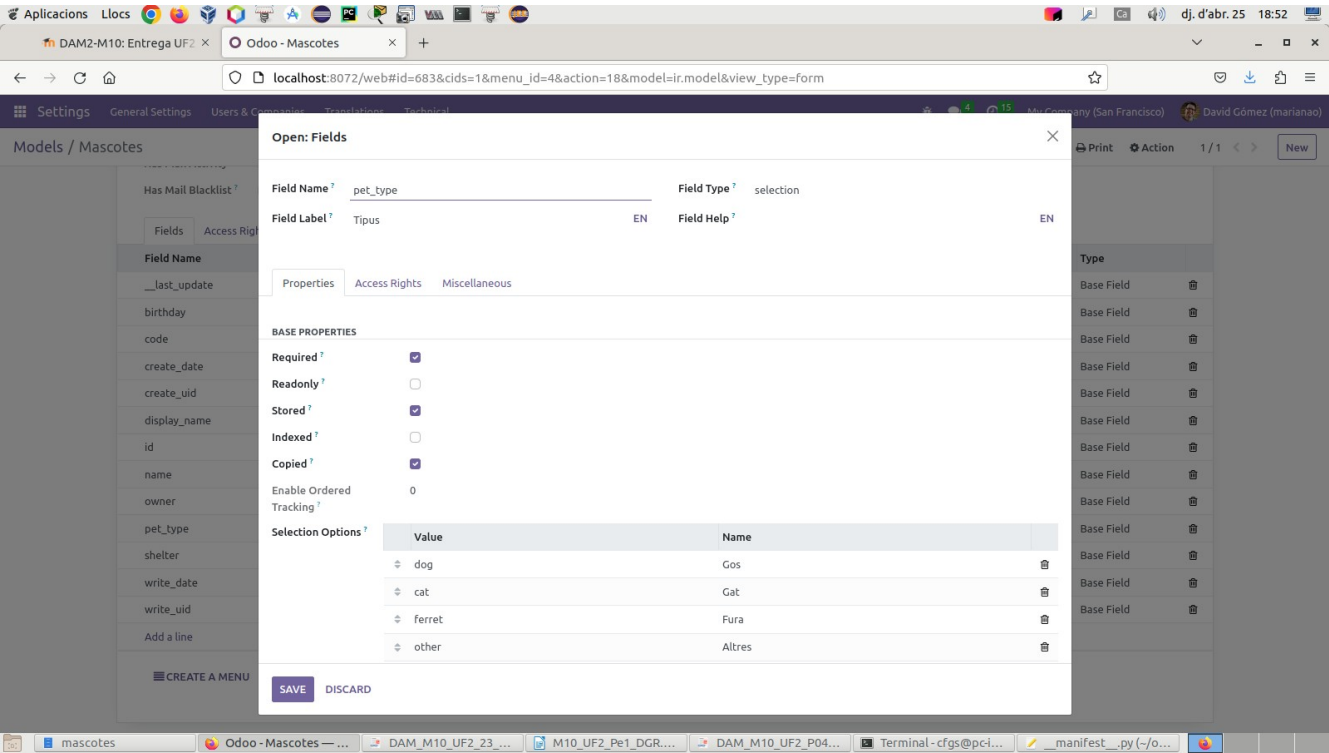 Aplicacions Llocs Ca dj. d'abr. 25 18:52
DAM2-M10: Entrega UF2 × Odoo - Mascotes × +
localhost:8072/web#id=683&cids=1&menu_id=4&action=18&model=ir.model&view_type=form
Settings General Settings Users & Companies Translations Technical 4 15 My Company (San Francisco) David Gómez (marianao)
Open: Fields
Models / Mascotes Print Action 1 / 1 New
Has Mail Blacklist ?
Field Name ? pet_type Field Type ? selection
Field Label ? Tipus EN Field Help ? EN
Fields Access Righ
Field Name Type
Properties Access Rights Miscellaneous
__last_update Base Field
birthday Base Field
BASE PROPERTIES
code Base Field
Required ?
create_date Base Field
Readonly ?
create_uid Base Field
Stored ?
display_name Base Field
Indexed ?
id Base Field
Copied ?
name Base Field
Enable Ordered 0
Tracking ?
owner Base Field
pet_type Base Field
Selection Options ? Value Name
shelter Base Field
dog Gos
write_date Base Field
cat Gat
write_uid Base Field
ferret Fura
Add a line
other Altres
CREATE A MENU
SAVE DISCARD
mascotes Odoo - Mascotes — ... DAM_M10_UF2_23_... M10_UF2_Pe1_DGR.... DAM_M10_UF2_P04... Terminal - cfgs@pc-i... __manifest__.py (~/o...